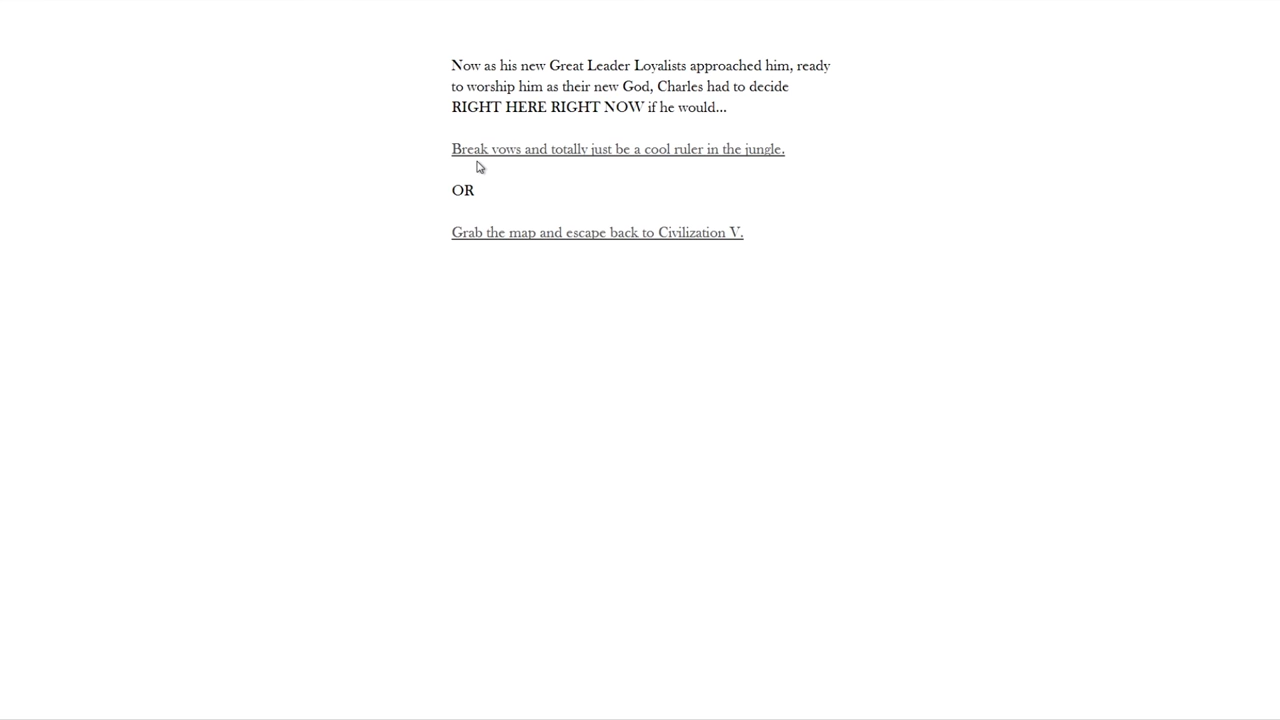 Now as his new Great Leader Loyalists approached him, ready
to worship him as their new God, Charles had to decide
RIGHT HERE RIGHT NOW if he would...
Break vows and totally just be a cool ruler in the jungle.
OR
Grab the map and escape back to Civilization V.